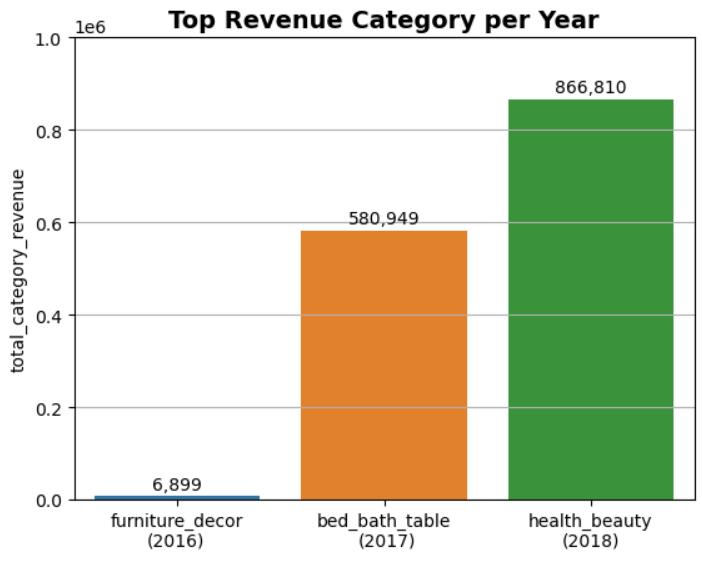 Top Revenue Category per Year
1e6
1.0
0.8
0.6
0.4
0.2
0.0
total_category_revenue
866,810
580,949
6,899
furniture_decor
(2016)
bed_bath_table
(2017)
health_beauty
(2018)